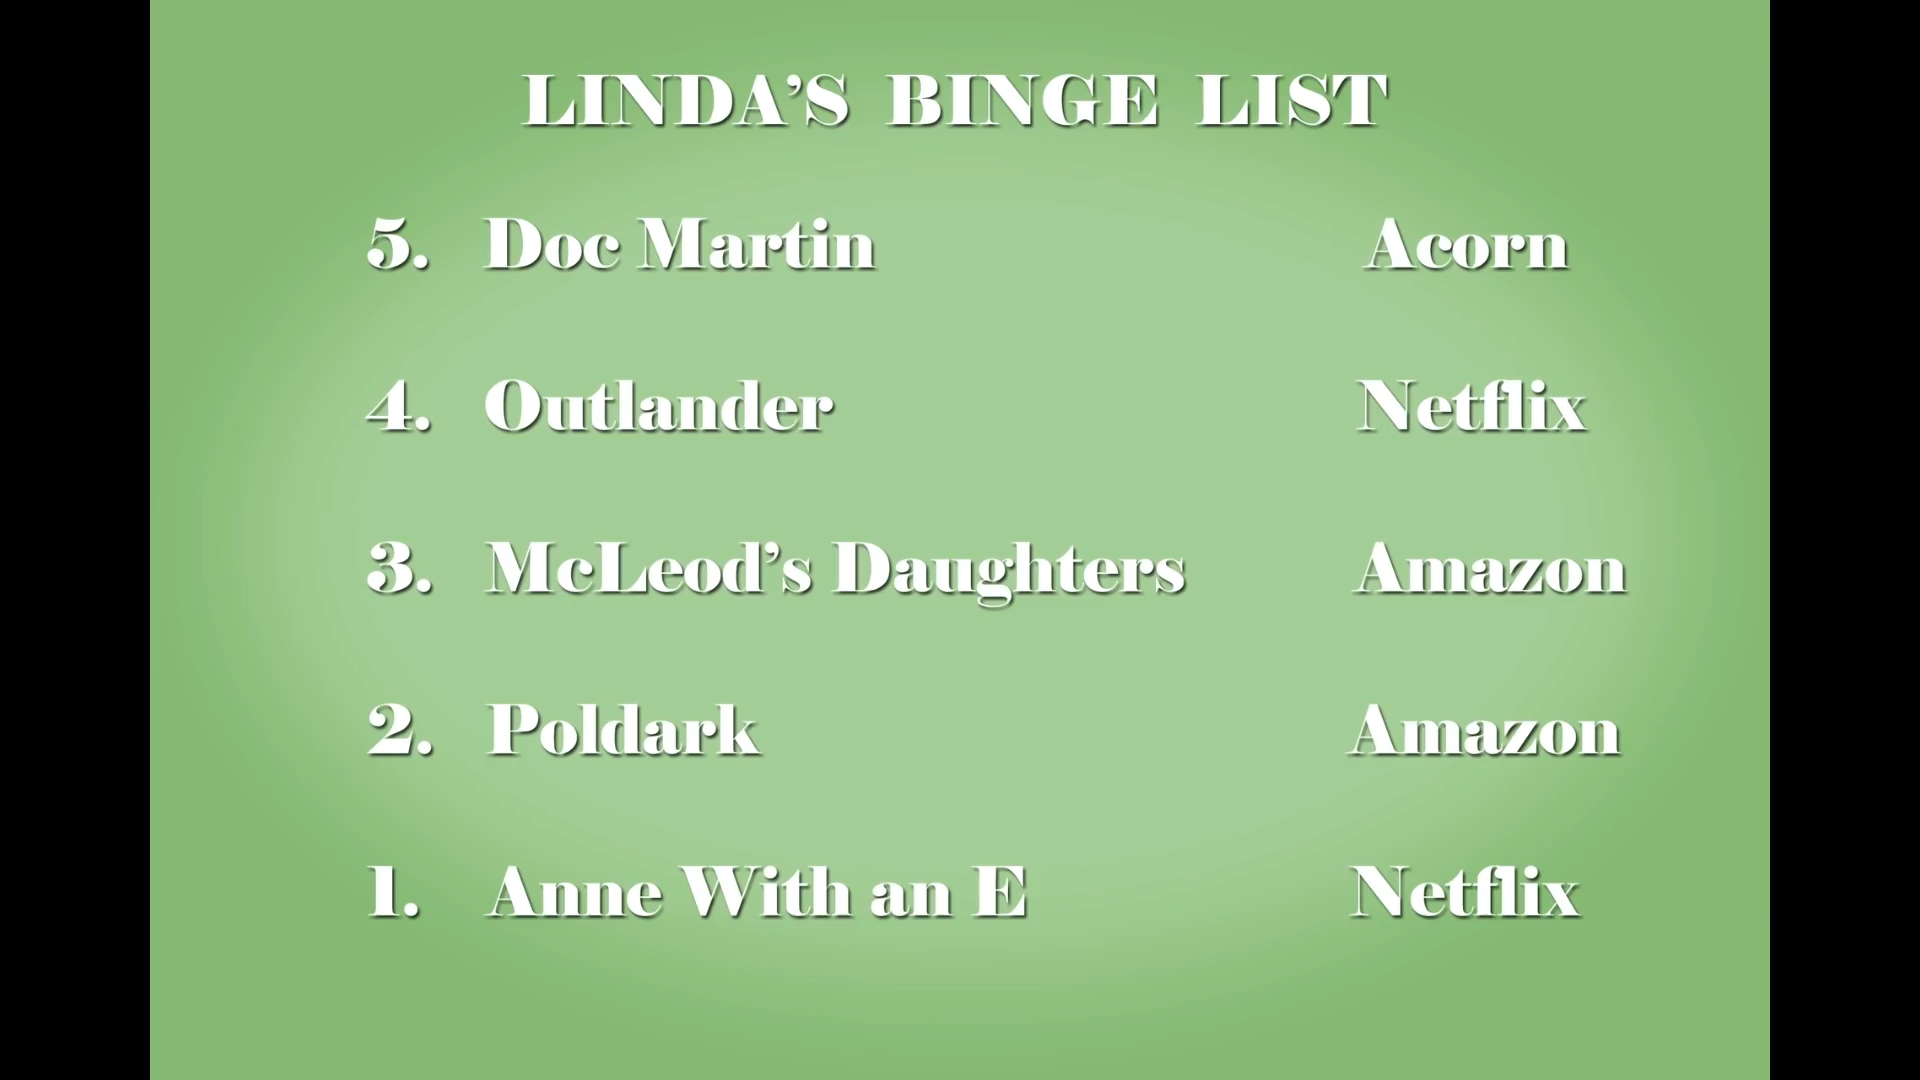 LINDA'S BINGE LIST
5. Doc Martin Acorn
4. Outlander Netflix
3. McLeod's Daughters Amazon
2. Poldark Amazon
1. Anne With an E Netflix